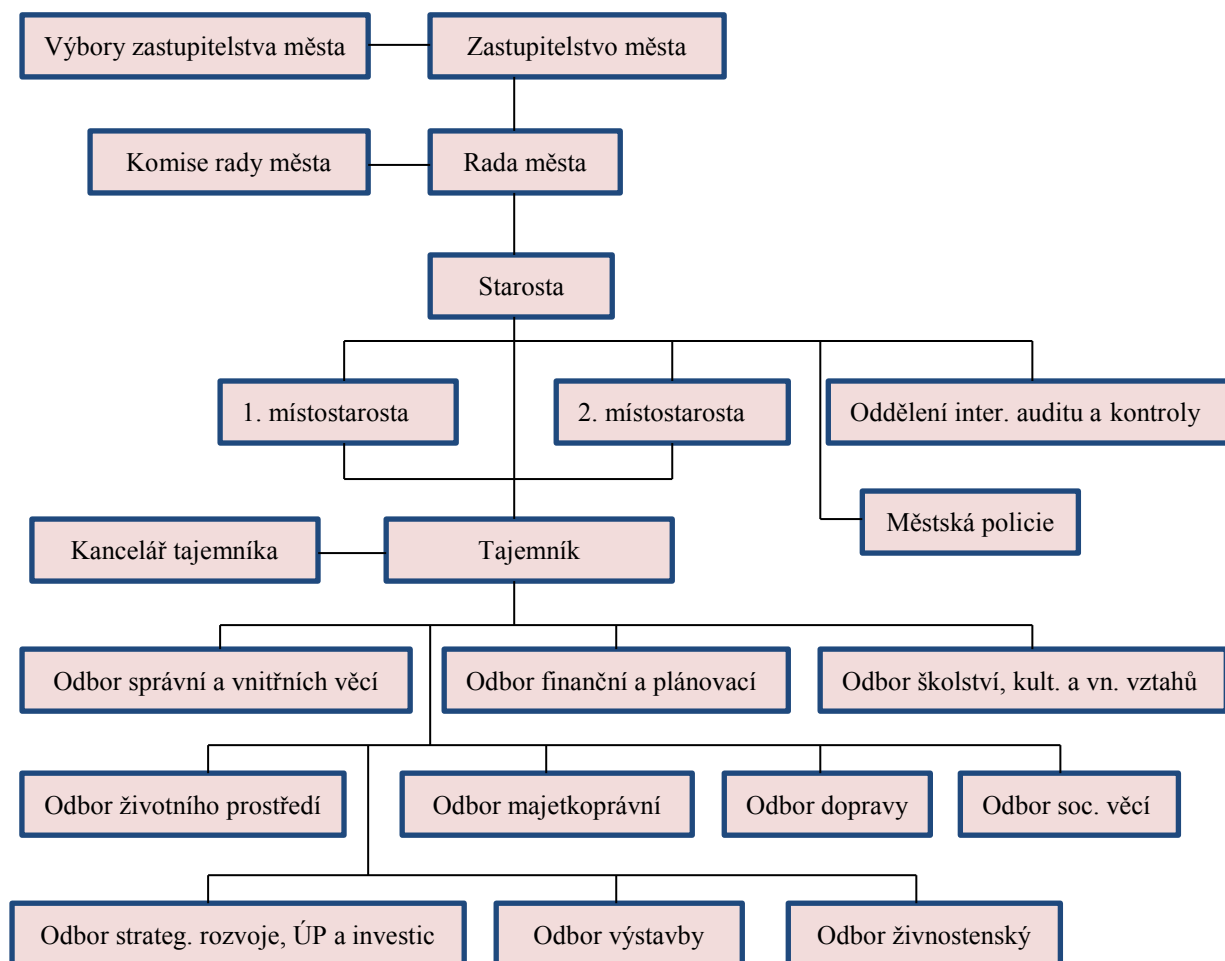 Výbory zastupitelstva města
Zastupitelstvo města
Komise rady města
Rada města
Starosta
1. místostarosta
2. místostarosta
Oddělení inter. auditu a kontroly
Městská policie
Kancelář tajemníka
Tajemník
Odbor správní a vnitřních věcí
Odbor finanční a plánovací
Odbor školství, kult. a vn. vztahů
Odbor životního prostředí
Odbor majetkoprávní
Odbor dopravy
Odbor soc. věcí
Odbor strateg. rozvoje, ÚP a investic
Odbor výstavby
Odbor živnostenský